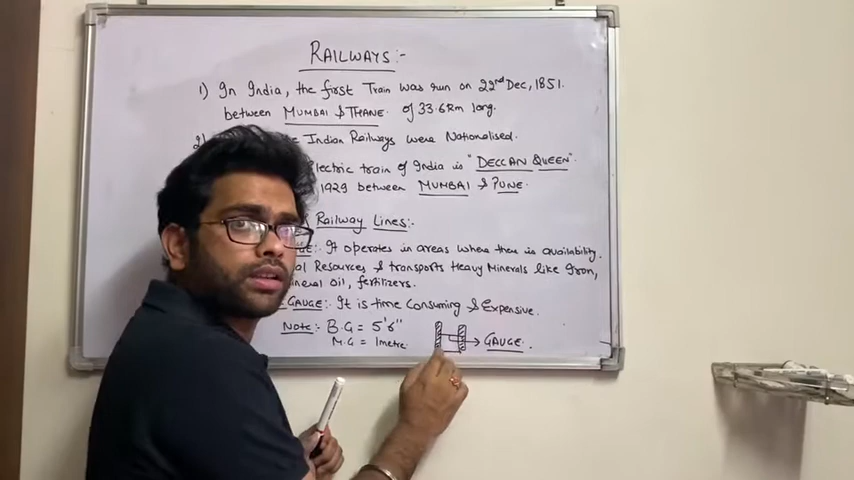 RAILWAYS:-
1) In India, the first Train was run on 22nd Dec, 1851.
between MUMBAI & THANE. of 33.6Km long.
2) Indian Railways were Nationalised.
Electric train of India is "DECCAN QUEEN"
1929 between MUMBAI & PUNE.
Railway Lines:-
It operates in areas where there is availability.
Resources & transports Heavy Minerals like Iron,
Oil, fertilizers.
GAUGE:- It is time Consuming & Expensive.
Note:- B.G = 5'6"
M.G = 1metre. → GAUGE.